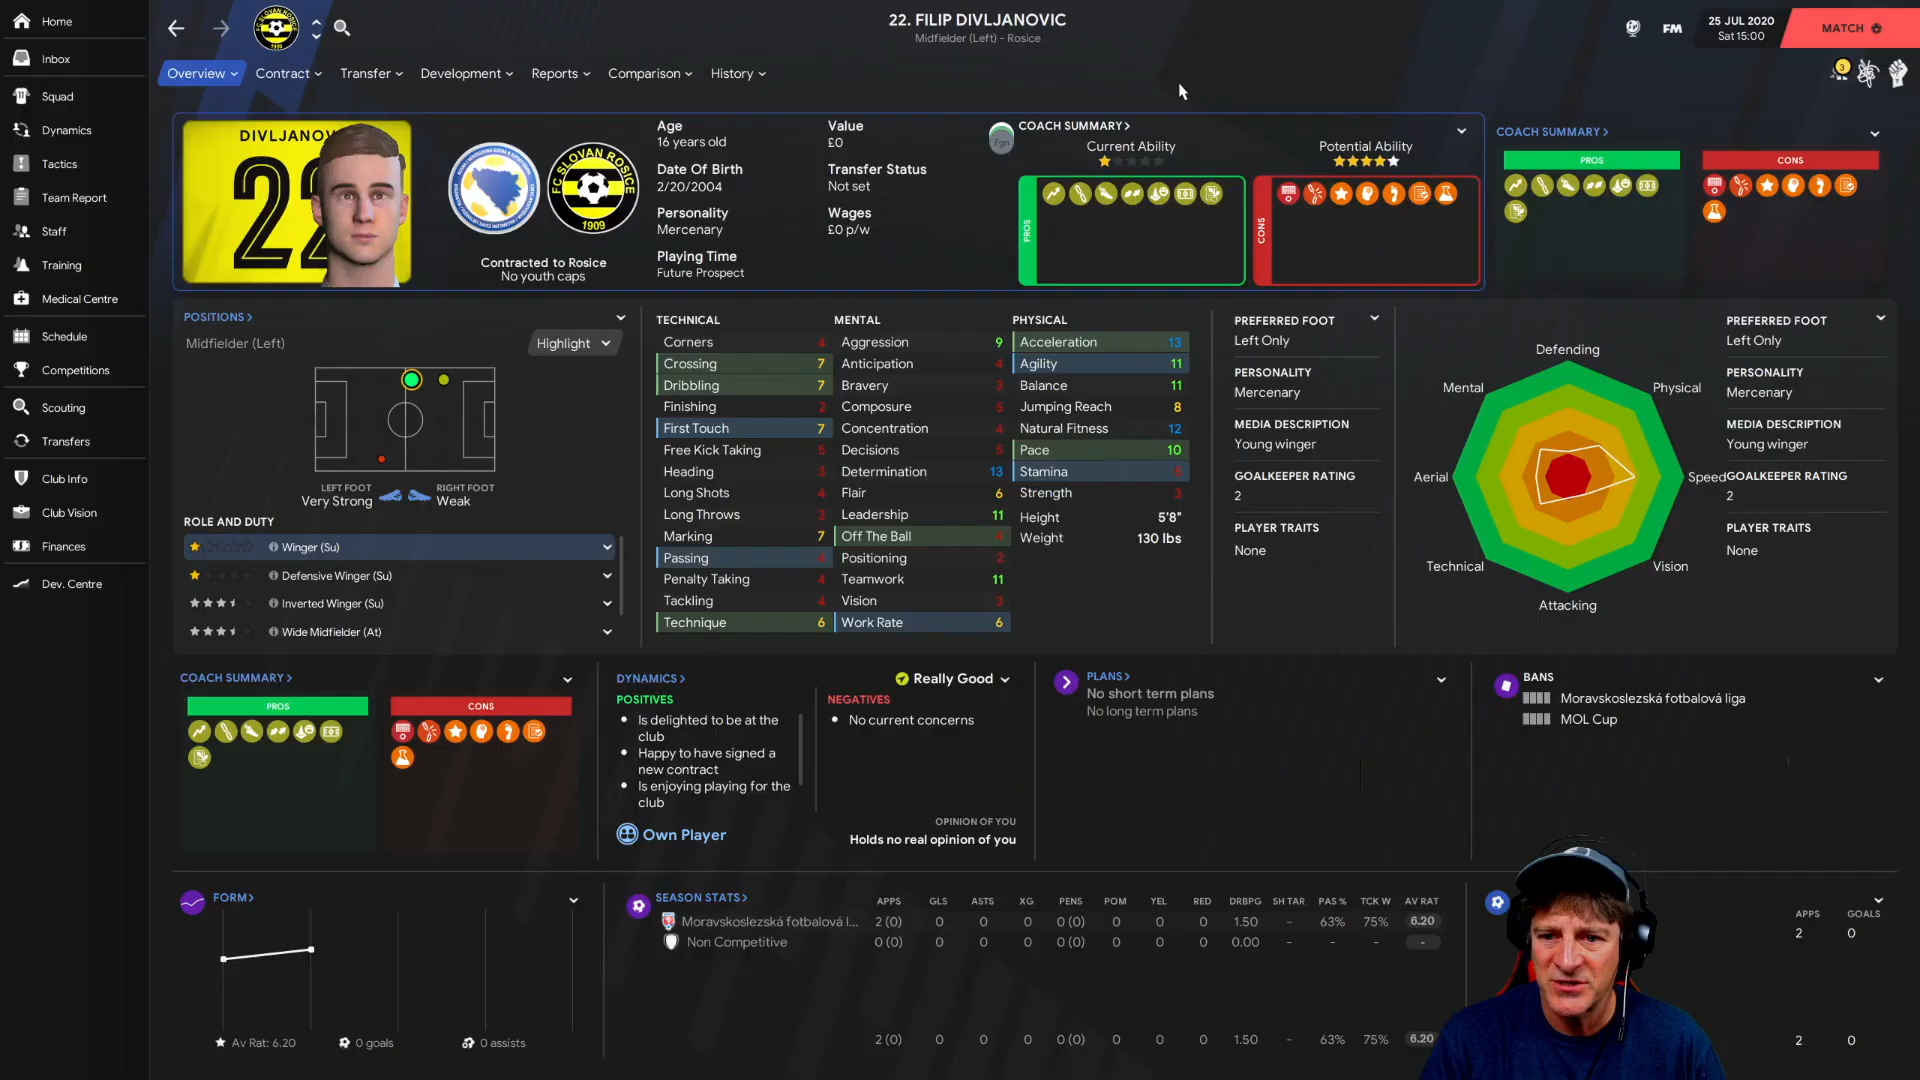 Home
Inbox
Squad
Dynamics
Tactics
Team Report
Staff
Training
Medical Centre
Schedule
Competitions
Scouting
Transfers
Club Info
Club Vision
Finances
Dev. Centre
FC SLOVAN ROSICE
1909
22. FILIP DIVLJANOVIC
Midfielder (Left) - Rosice
FM
25 JUL 2020
Sat 15:00
MATCH
3
Overview
Contract
Transfer
Development
Reports
Comparison
History
DIVLJANOV
22
FC SLOVAN ROSICE
1909
Contracted to Rosice
No youth caps
Age
16 years old
Date Of Birth
2/20/2004
Personality
Mercenary
Playing Time
Future Prospect
Value
£0
Transfer Status
Not set
Wages
£0 p/w
Fgn
COACH SUMMARY>
Current Ability
Potential Ability
PROS
CONS
COACH SUMMARY>
PROS
CONS
POSITIONS>
Midfielder (Left)
Highlight
LEFT FOOT
Very Strong
RIGHT FOOT
Weak
ROLE AND DUTY
Winger (Su)
Defensive Winger (Su)
Inverted Winger (Su)
Wide Midfielder (At)
TECHNICAL
Corners 4
Crossing 7
Dribbling 7
Finishing 2
First Touch 7
Free Kick Taking 5
Heading 3
Long Shots 4
Long Throws 3
Marking 7
Passing
Penalty Taking 4
Tackling 4
Technique 6
MENTAL
Aggression 9
Anticipation 4
Bravery 3
Composure 5
Concentration 4
Decisions 5
Determination 13
Flair 6
Leadership 11
Off The Ball
Positioning 2
Teamwork 11
Vision 3
Work Rate 6
PHYSICAL
Acceleration 13
Agility 11
Balance 11
Jumping Reach 8
Natural Fitness 12
Pace 10
Stamina
Strength 3
Height 5'8"
Weight 130 lbs
PREFERRED FOOT
Left Only
PERSONALITY
Mercenary
MEDIA DESCRIPTION
Young winger
GOALKEEPER RATING
2
PLAYER TRAITS
None
Defending
Physical
Speed
Vision
Attacking
Technical
Aerial
Mental
PREFERRED FOOT
Left Only
PERSONALITY
Mercenary
MEDIA DESCRIPTION
Young winger
GOALKEEPER RATING
2
PLAYER TRAITS
None
COACH SUMMARY>
PROS
CONS
DYNAMICS>
Really Good
POSITIVES
Is delighted to be at the
club
Happy to have signed a
new contract
Is enjoying playing for the
club
NEGATIVES
No current concerns
Own Player
OPINION OF YOU
Holds no real opinion of you
PLANS>
No short term plans
No long term plans
BANS
Moravskoslezská fotbalová liga
MOL Cup
FORM>
Av Rat: 6.20
0 goals
0 assists
SEASON STATS>
APPS GLS ASTS XG PENS POM YEL RED DRBPG SH TAR PAS % TCK W AV RAT
Moravskoslezská fotbalová l... 2 (0) 0 0 0 0 (0) 0 0 0 1.50 - 63% 75% 6.20
Non Competitive 0 (0) 0 0 0 0 (0) 0 0 0 0.00 - - - -
2 (0) 0 0 0 0 (0) 0 0 0 1.50 - 63% 75% 6.20
APPS GOALS
2 0
2 0